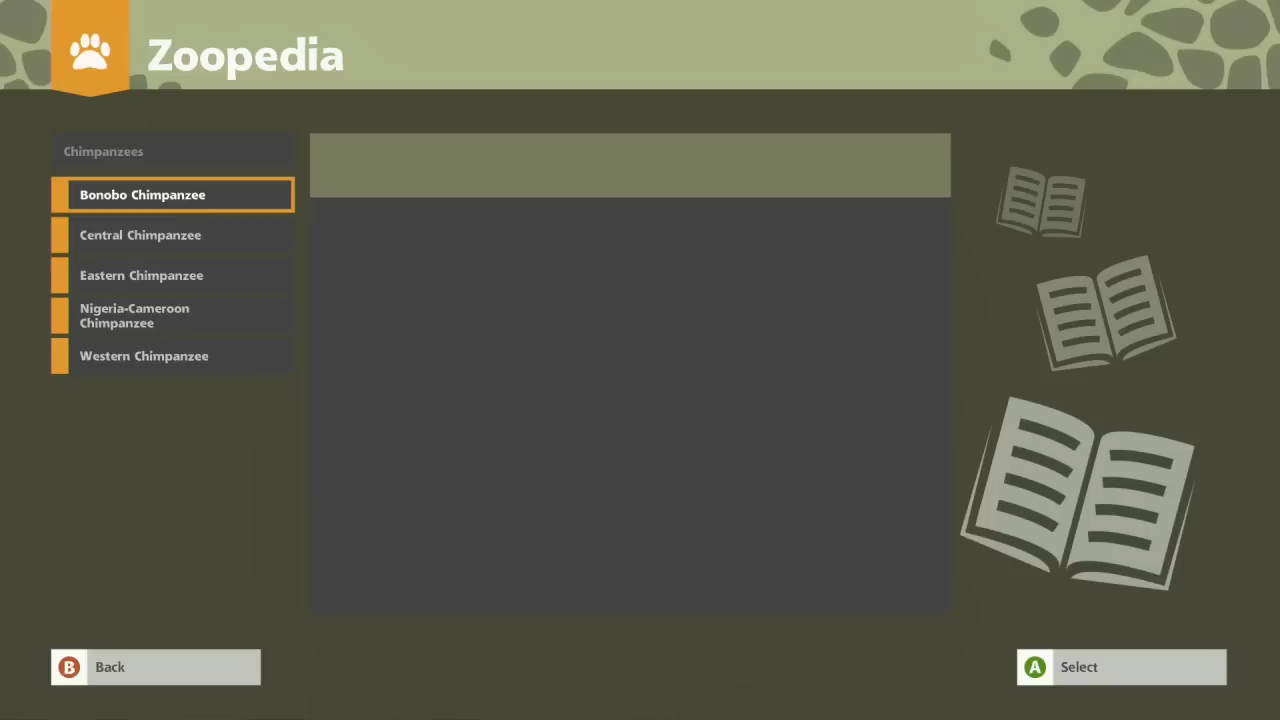 Zoopedia
Chimpanzees
Bonobo Chimpanzee
Central Chimpanzee
Eastern Chimpanzee
Nigeria-Cameroon
Chimpanzee
Western Chimpanzee
B Back
A Select